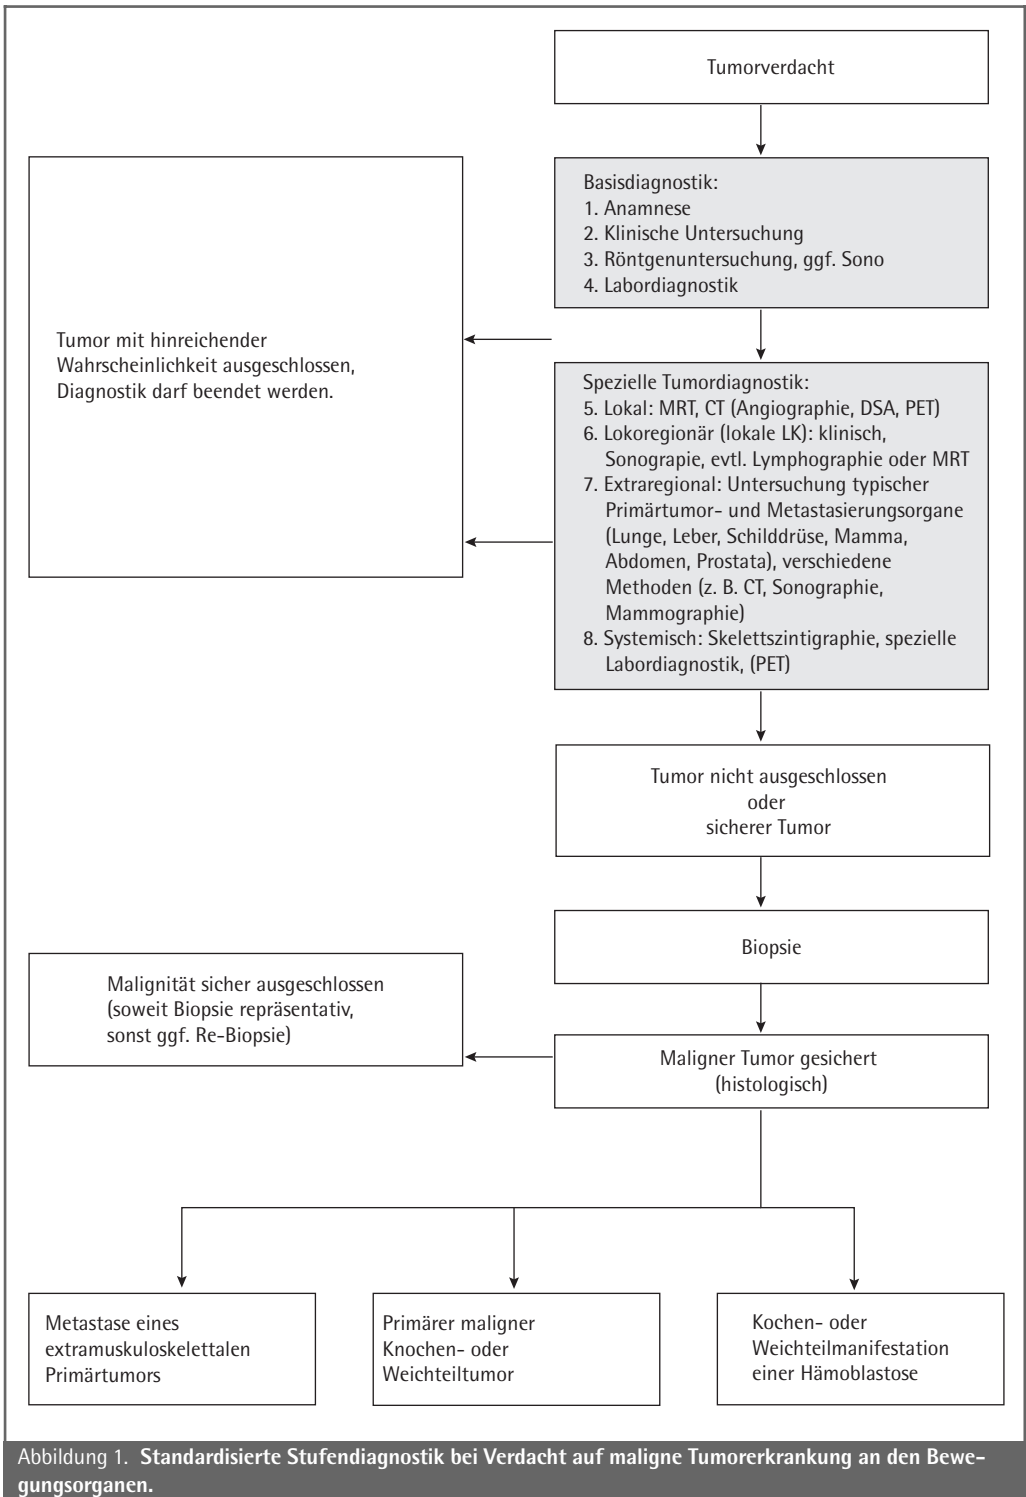 Tumorverdacht
Basisdiagnostik:
1. Anamnese
2. Klinische Untersuchung
3. Röntgenuntersuchung, ggf. Sono
4. Labordiagnostik
Tumor mit hinreichender
Wahrscheinlichkeit ausgeschlossen,
Diagnostik darf beendet werden.
Spezielle Tumordiagnostik:
5. Lokal: MRT, CT (Angiographie, DSA, PET)
6. Lokoregionär (lokale LK): klinisch,
Sonograpie, evtl. Lymphographie oder MRT
7. Extraregional: Untersuchung typischer
Primärtumor- und Metastasierungsorgane
(Lunge, Leber, Schilddrüse, Mamma,
Abdomen, Prostata), verschiedene
Methoden (z. B. CT, Sonographie,
Mammographie)
8. Systemisch: Skelettszintigraphie, spezielle
Labordiagnostik, (PET)
Tumor nicht ausgeschlossen
oder
sicherer Tumor
Biopsie
Malignität sicher ausgeschlossen
(soweit Biopsie repräsentativ,
sonst ggf. Re-Biopsie)
Maligner Tumor gesichert
(histologisch)
Metastase eines
extramuskuloskelettalen
Primärtumors
Primärer maligner
Knochen- oder
Weichteiltumor
Kochen- oder
Weichteilmanifestation
einer Hämoblastose
Abbildung 1. Standardisierte Stufendiagnostik bei Verdacht auf maligne Tumorerkrankung an den Bewe-
gungsorganen.